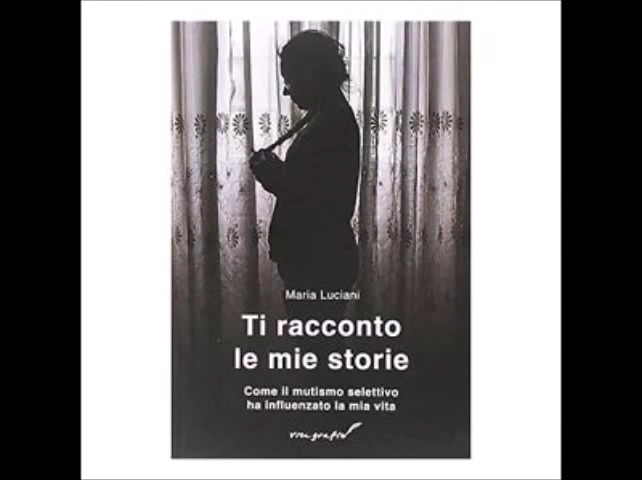 Maria Luciani
Ti racconto
le mie storie
Come il mutismo selettivo
ha influenzato la mia vita